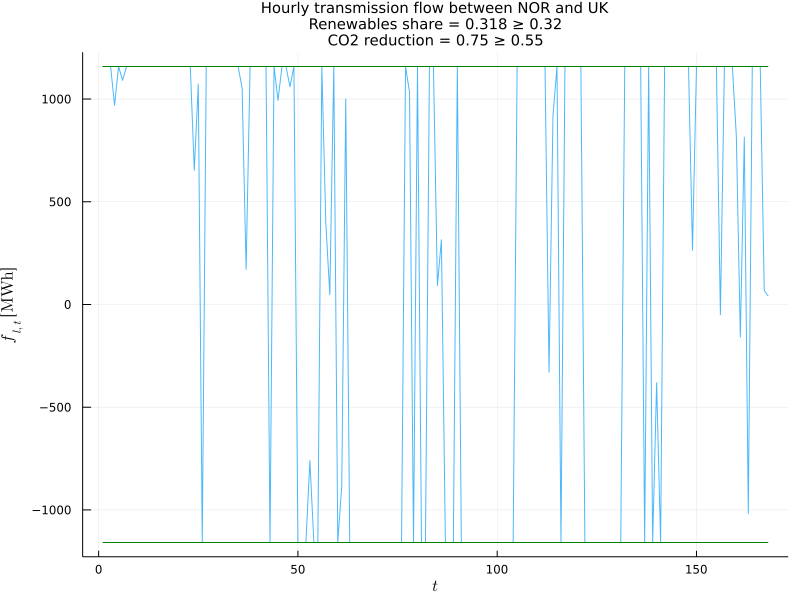 Hourly transmission flow between NOR and UK
Renewables share = 0.318 ≥ 0.32
CO2 reduction = 0.75 ≥ 0.55
1000
500
0
−500
−1000
f_{l,t} [MWh]
0 50 100 150
t